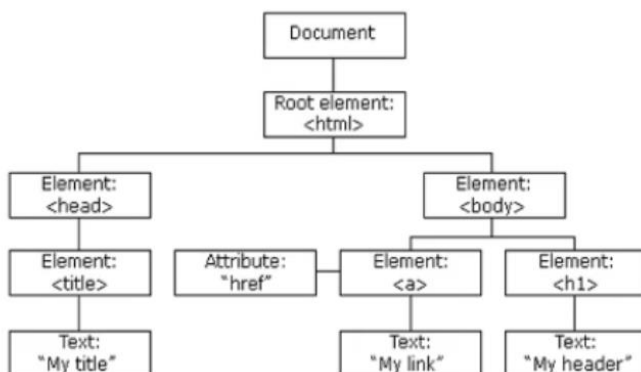 Document
Root element:
<html>
Element:
<head>
Element:
<body>
Element:
<title>
Attribute:
"href"
Element:
<a>
Element:
<h1>
Text:
"My title"
Text:
"My link"
Text:
"My header"